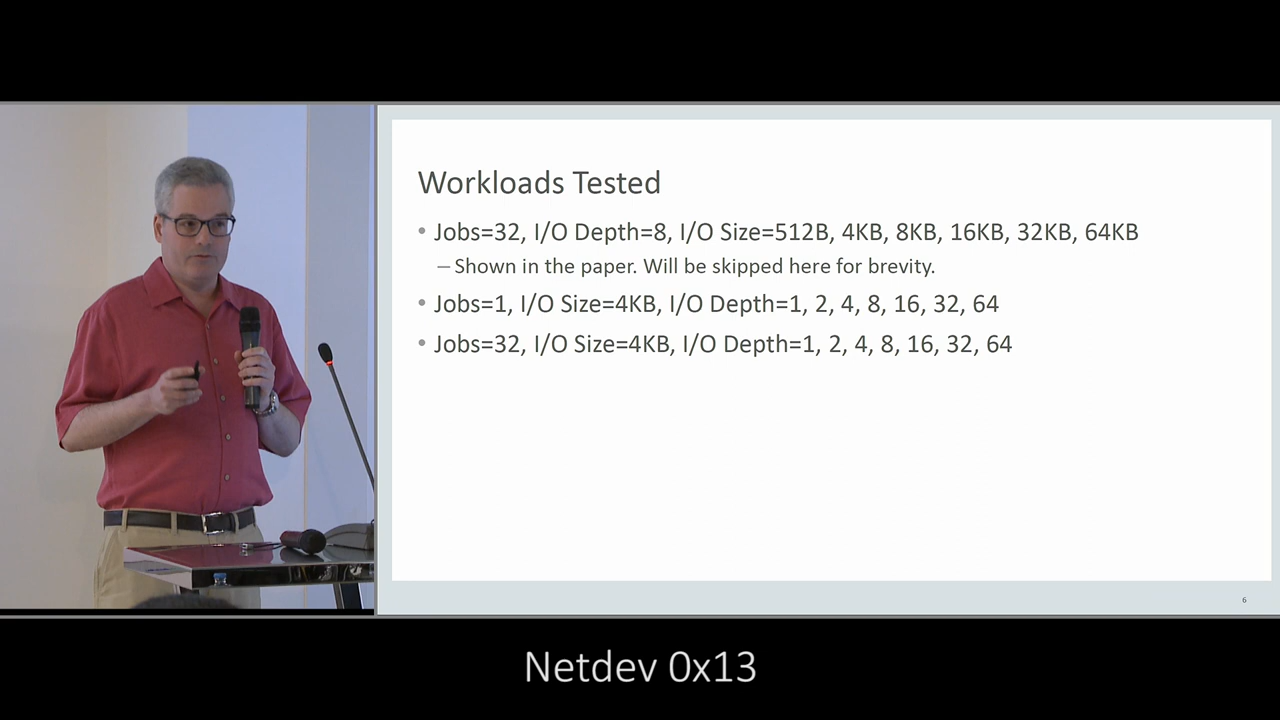 Workloads Tested
• Jobs=32, I/O Depth=8, I/O Size=512B, 4KB, 8KB, 16KB, 32KB, 64KB
– Shown in the paper. Will be skipped here for brevity.
• Jobs=1, I/O Size=4KB, I/O Depth=1, 2, 4, 8, 16, 32, 64
• Jobs=32, I/O Size=4KB, I/O Depth=1, 2, 4, 8, 16, 32, 64
6
Netdev 0x13